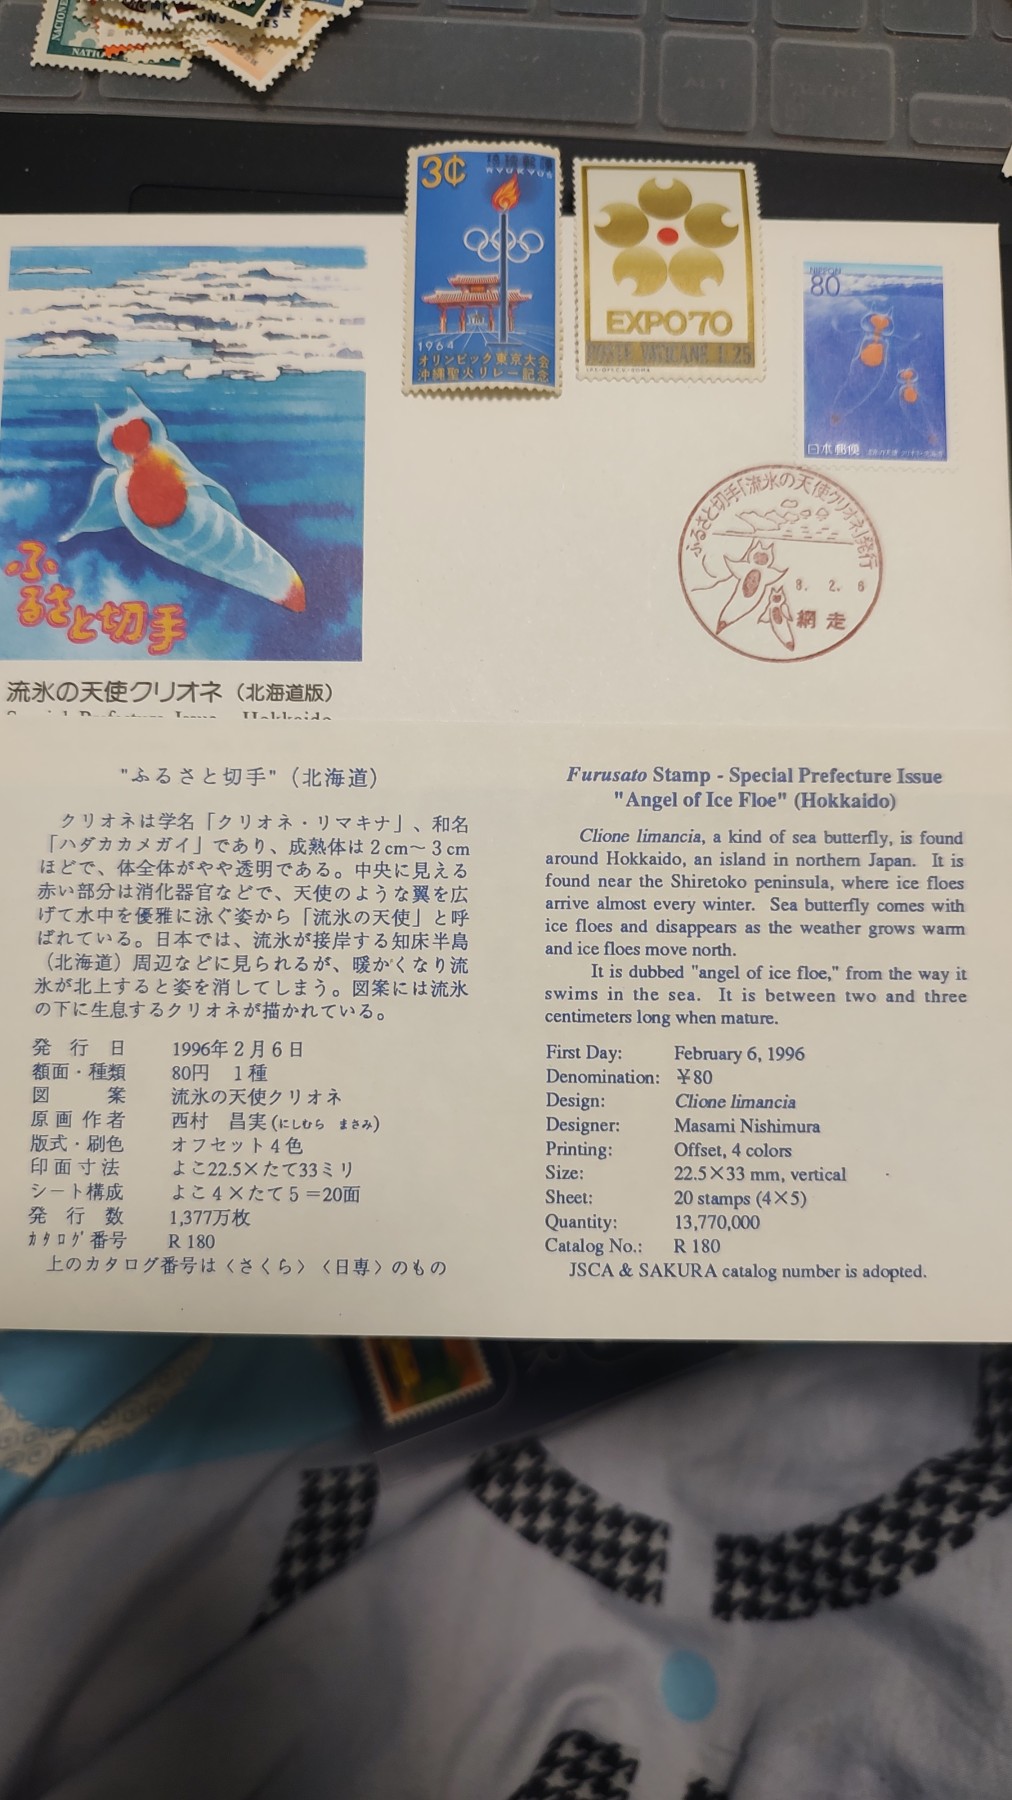 NATI
3¢
琉球郵便
RYUKYUS
1964
オリンピック東京大会
沖縄聖火リレー記念
EXPO'70
POSTE VATICANE L. 25
NIPPON
80
日本郵便
ふるさと切手「流氷の天使クリオネ」発行
8. 2. 6
網走
ふ
るさと切手
流氷の天使クリオネ(北海道版)
"ふるさと切手"(北海道)
クリオネは学名「クリオネ・リマキナ」、和名
「ハダカカメガイ」であり、成熟体は2cm〜3cm
ほどで、体全体がやや透明である。中央に見える
赤い部分は消化器官などで、天使のような翼を広
げて水中を優雅に泳ぐ姿から「流氷の天使」と呼
ばれている。日本では、流氷が接岸する知床半島
(北海道)周辺などに見られるが、暖かくなり流
氷が北上すると姿を消してしまう。図案には流氷
の下に生息するクリオネが描かれている。
発行日 1996年2月6日
額面・種類 80円 1種
図案 流氷の天使クリオネ
原画作者 西村 昌実(にしむら まさみ)
版式・刷色 オフセット4色
印面寸法 よこ22.5×たて33ミリ
シート構成 よこ4×たて5=20面
発行数 1,377万枚
カタログ番号 R 180
上のカタログ番号は〈さくら〉〈日専〉のもの
Furusato Stamp - Special Prefecture Issue
"Angel of Ice Floe" (Hokkaido)
Clione limancia, a kind of sea butterfly, is found
around Hokkaido, an island in northern Japan. It is
found near the Shiretoko peninsula, where ice floes
arrive almost every winter. Sea butterfly comes with
ice floes and disappears as the weather grows warm
and ice floes move north.
It is dubbed "angel of ice floe," from the way it
swims in the sea. It is between two and three
centimeters long when mature.
First Day: February 6, 1996
Denomination: ¥80
Design: Clione limancia
Designer: Masami Nishimura
Printing: Offset, 4 colors
Size: 22.5×33 mm, vertical
Sheet: 20 stamps (4×5)
Quantity: 13,770,000
Catalog No.: R 180
JSCA & SAKURA catalog number is adopted.